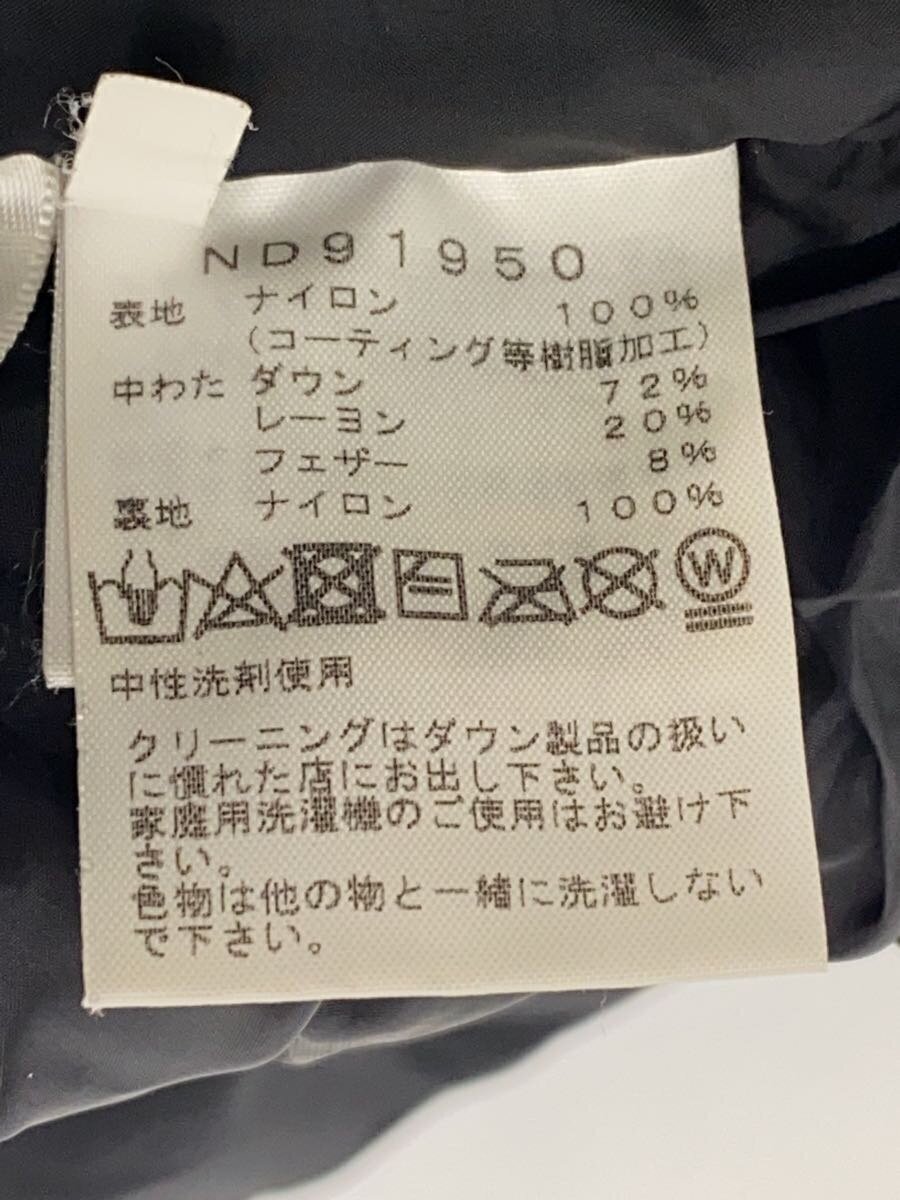 ND91950
表地 ナイロン 100%
(コーティング等樹脂加工)
中わた ダウン 72%
レーヨン 20%
フェザー 8%
裏地 ナイロン 100%
W
中性洗剤使用
クリーニングはダウン製品の扱い
に慣れた店にお出し下さい。
家庭用洗濯機のご使用はお避け下
さい。
色物は他の物と一緒に洗濯しない
で下さい。